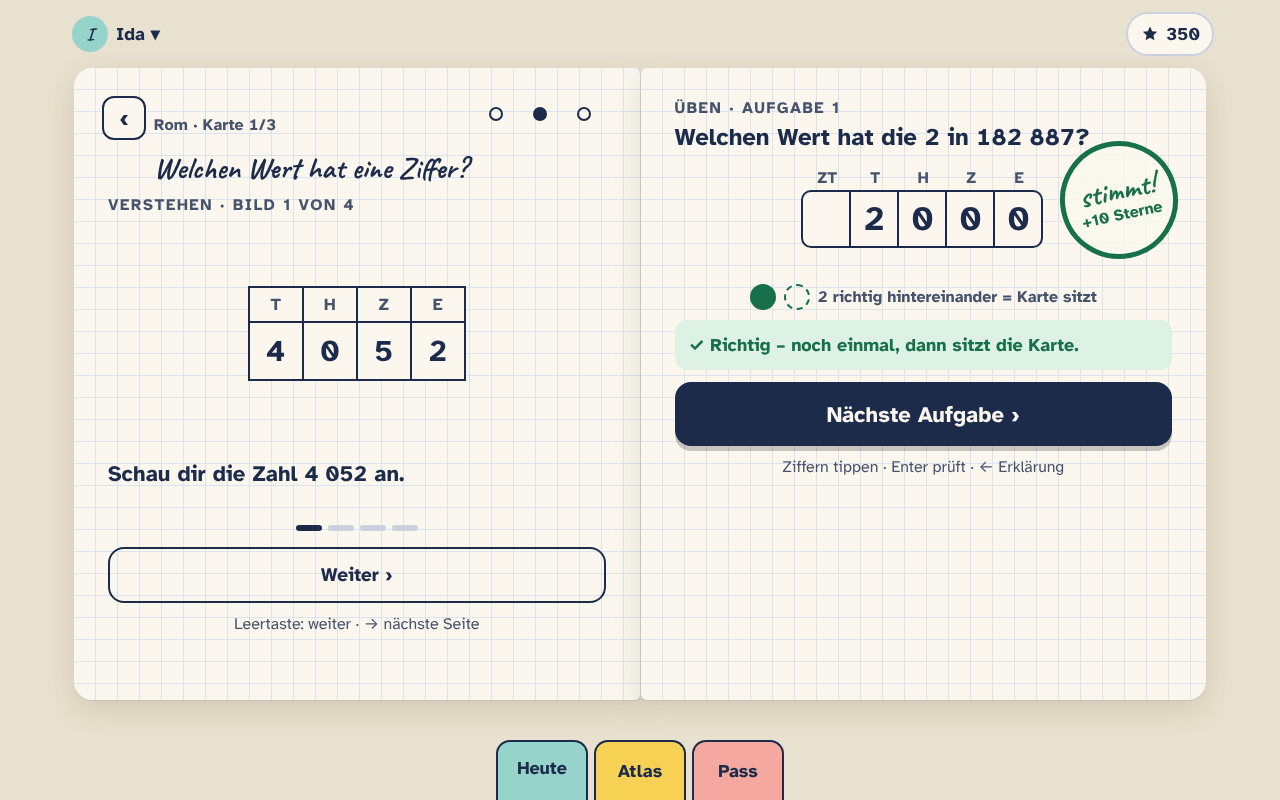 I Ida ▾
★ 350
‹ Rom · Karte 1/3
Welchen Wert hat eine Ziffer?
VERSTEHEN · BILD 1 VON 4
T H Z E
4 0 5 2
Schau dir die Zahl 4 052 an.
Weiter ›
Leertaste: weiter · → nächste Seite
ÜBEN · AUFGABE 1
Welchen Wert hat die 2 in 182 887?
ZT T H Z E
2 0 0 0
stimmt!
+10 Sterne
2 richtig hintereinander = Karte sitzt
✓ Richtig – noch einmal, dann sitzt die Karte.
Nächste Aufgabe ›
Ziffern tippen · Enter prüft · ← Erklärung
Heute Atlas Pass